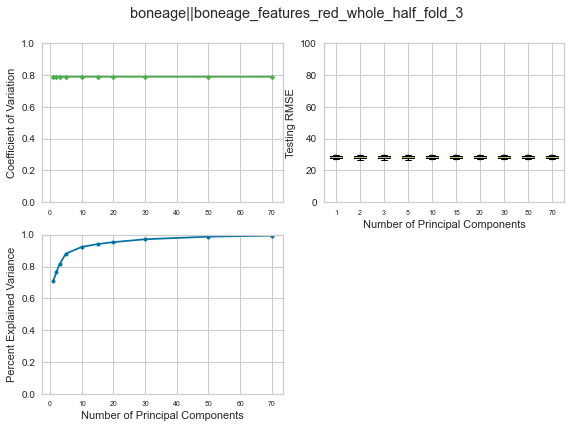 boneage||boneage_features_red_whole_half_fold_3
Coefficient of Variation
1.0
0.8
0.6
0.4
0.2
0.0
0 10 20 30 40 50 60 70
Testing RMSE
100
80
60
40
20
0
1 2 3 5 10 15 20 30 50 70
Number of Principal Components
Percent Explained Variance
1.0
0.8
0.6
0.4
0.2
0.0
0 10 20 30 40 50 60 70
Number of Principal Components